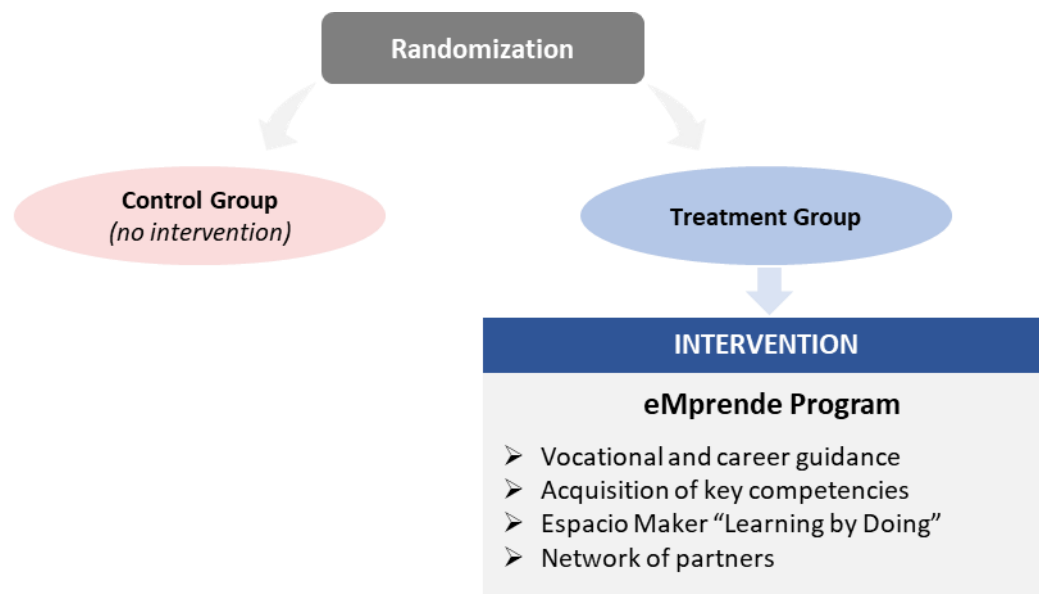 Randomization
Control Group
(no intervention)
Treatment Group
INTERVENTION
eMprende Program
➢ Vocational and career guidance
➢ Acquisition of key competencies
➢ Espacio Maker “Learning by Doing”
➢ Network of partners